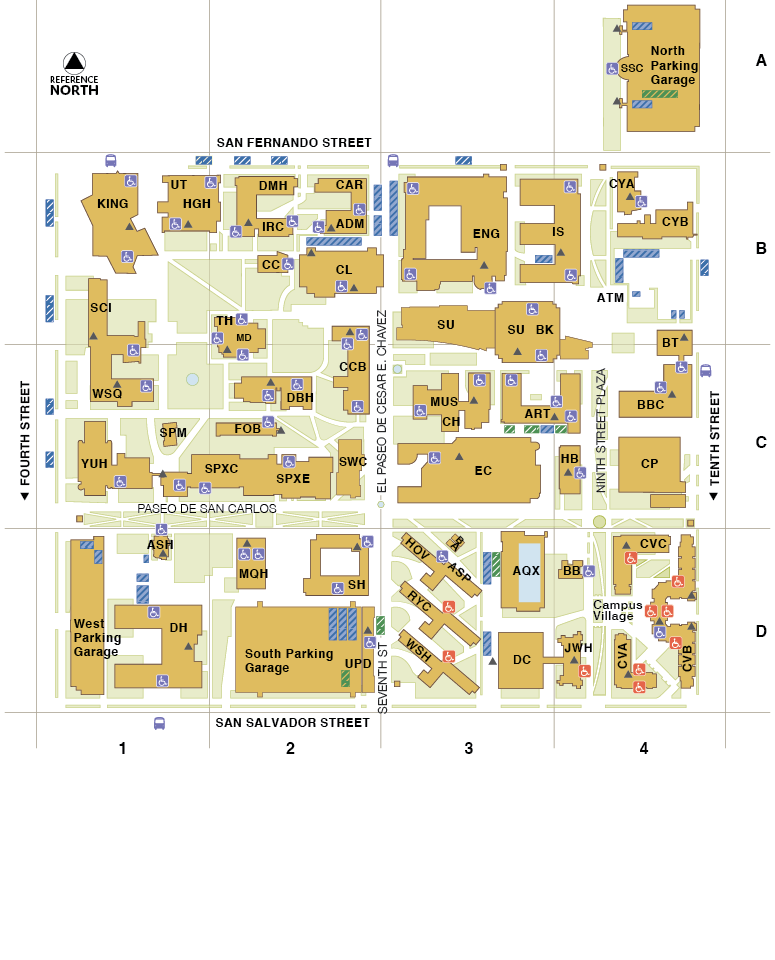 A
REFERENCE
NORTH
SSC
North
Parking
Garage
SAN FERNANDO STREET
KING
UT
HGH
DMH
CAR
IRC
ADM
ENG
IS
CYA
CYB
B
CC
CL
ATM
SCI
TH
MD
SU
SU BK
BT
EL PASEO DE CESAR E. CHAVEZ
CCB
WSQ
DBH
MUS
CH
ART
BBC
FOURTH STREET
NINTH STREET PLAZA
TENTH STREET
C
SPM
FOB
YUH
SPXC
SPXE
SWC
EC
HB
CP
PASEO DE SAN CARLOS
ASH
MQH
SH
HOV
ASP
AQX
BB
CVC
RYC
Campus
Village
West
Parking
Garage
DH
South Parking
Garage
UPD
SEVENTH ST
WSH
DC
JWH
CVA
CVB
D
SAN SALVADOR STREET
1
2
3
4